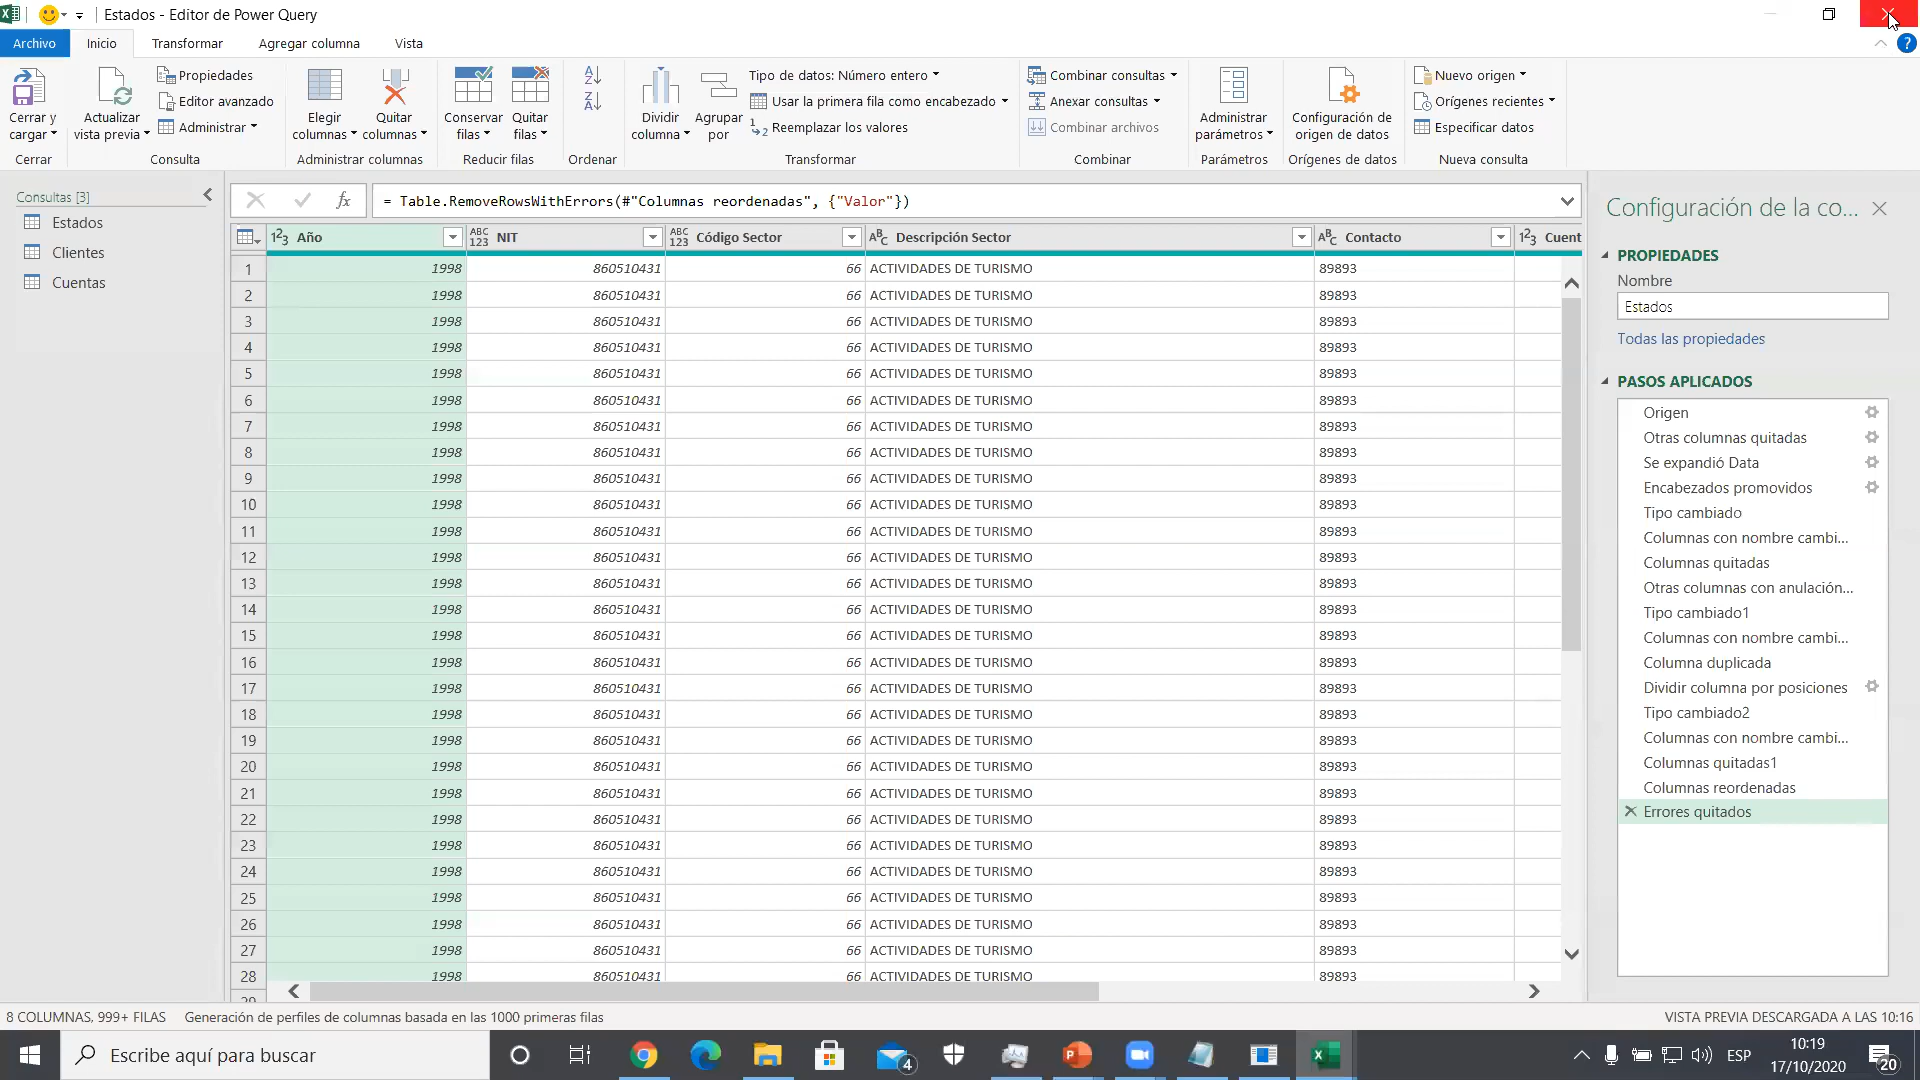 Estados - Editor de Power Query
Archivo Inicio Transformar Agregar columna Vista
Cerrar y cargar
Actualizar vista previa
Propiedades
Editor avanzado
Administrar
Elegir columnas
Quitar columnas
Conservar filas
Quitar filas
Dividir columna
Agrupar por
Tipo de datos: Número entero
Usar la primera fila como encabezado
Reemplazar los valores
Combinar consultas
Anexar consultas
Combinar archivos
Administrar parámetros
Configuración de origen de datos
Nuevo origen
Orígenes recientes
Especificar datos
Cerrar Consulta Administrar columnas Reducir filas Ordenar Transformar Combinar Parámetros Orígenes de datos Nueva consulta
Consultas [3]
Estados
Clientes
Cuentas
fx = Table.RemoveRowsWithErrors(#"Columnas reordenadas", {"Valor"})
123 Año ABC 123 NIT ABC 123 Código Sector ABC Descripción Sector ABC Contacto 123 Cuent
1 1998 860510431 66 ACTIVIDADES DE TURISMO 89893
2 1998 860510431 66 ACTIVIDADES DE TURISMO 89893
3 1998 860510431 66 ACTIVIDADES DE TURISMO 89893
4 1998 860510431 66 ACTIVIDADES DE TURISMO 89893
5 1998 860510431 66 ACTIVIDADES DE TURISMO 89893
6 1998 860510431 66 ACTIVIDADES DE TURISMO 89893
7 1998 860510431 66 ACTIVIDADES DE TURISMO 89893
8 1998 860510431 66 ACTIVIDADES DE TURISMO 89893
9 1998 860510431 66 ACTIVIDADES DE TURISMO 89893
10 1998 860510431 66 ACTIVIDADES DE TURISMO 89893
11 1998 860510431 66 ACTIVIDADES DE TURISMO 89893
12 1998 860510431 66 ACTIVIDADES DE TURISMO 89893
13 1998 860510431 66 ACTIVIDADES DE TURISMO 89893
14 1998 860510431 66 ACTIVIDADES DE TURISMO 89893
15 1998 860510431 66 ACTIVIDADES DE TURISMO 89893
16 1998 860510431 66 ACTIVIDADES DE TURISMO 89893
17 1998 860510431 66 ACTIVIDADES DE TURISMO 89893
18 1998 860510431 66 ACTIVIDADES DE TURISMO 89893
19 1998 860510431 66 ACTIVIDADES DE TURISMO 89893
20 1998 860510431 66 ACTIVIDADES DE TURISMO 89893
21 1998 860510431 66 ACTIVIDADES DE TURISMO 89893
22 1998 860510431 66 ACTIVIDADES DE TURISMO 89893
23 1998 860510431 66 ACTIVIDADES DE TURISMO 89893
24 1998 860510431 66 ACTIVIDADES DE TURISMO 89893
25 1998 860510431 66 ACTIVIDADES DE TURISMO 89893
26 1998 860510431 66 ACTIVIDADES DE TURISMO 89893
27 1998 860510431 66 ACTIVIDADES DE TURISMO 89893
28 1998 860510431 66 ACTIVIDADES DE TURISMO 89893
29
Configuración de la co...
PROPIEDADES
Nombre
Estados
Todas las propiedades
PASOS APLICADOS
Origen
Otras columnas quitadas
Se expandió Data
Encabezados promovidos
Tipo cambiado
Columnas con nombre cambi...
Columnas quitadas
Otras columnas con anulación...
Tipo cambiado1
Columnas con nombre cambi...
Columna duplicada
Dividir columna por posiciones
Tipo cambiado2
Columnas con nombre cambi...
Columnas quitadas1
Columnas reordenadas
Errores quitados
8 COLUMNAS, 999+ FILAS Generación de perfiles de columnas basada en las 1000 primeras filas VISTA PREVIA DESCARGADA A LAS 10:16
Escribe aquí para buscar
4
ESP
10:19
17/10/2020
20